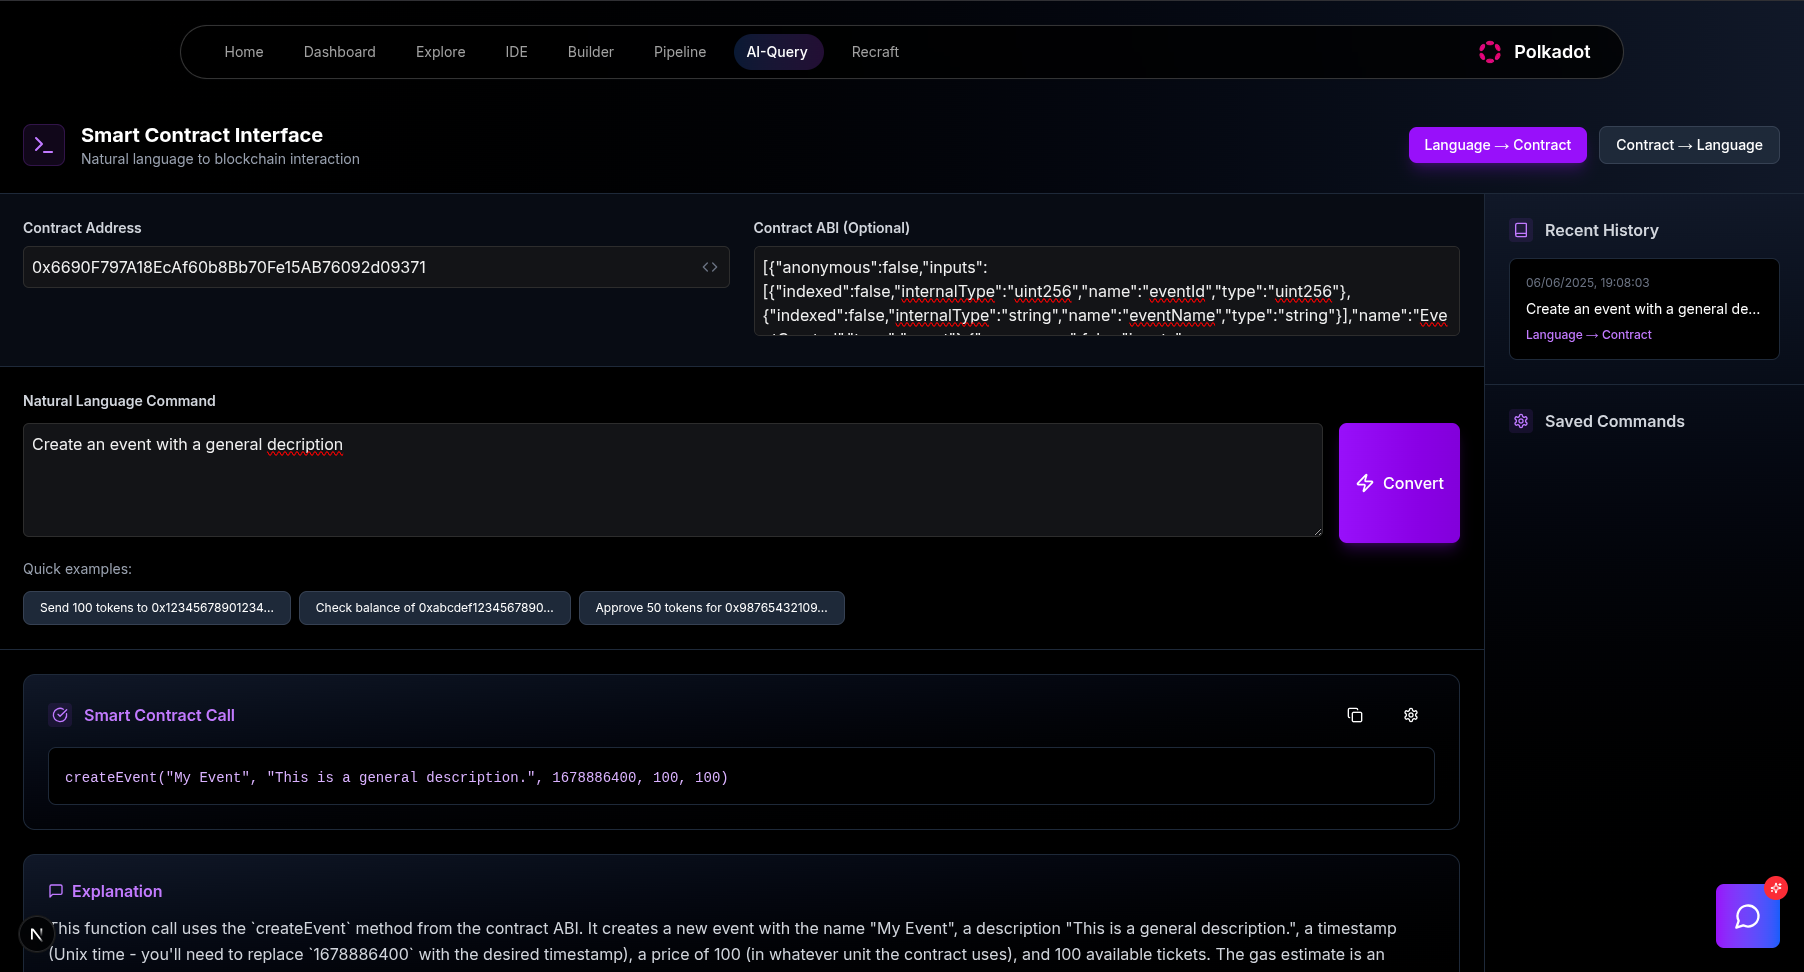 Home Dashboard Explore IDE Builder Pipeline AI-Query Recraft Polkadot
Smart Contract Interface
Natural language to blockchain interaction
Language → Contract
Contract → Language
Contract Address
0x6690F797A18EcAf60b8Bb70Fe15AB76092d09371
Contract ABI (Optional)
[{"anonymous":false,"inputs":
[{"indexed":false,"internalType":"uint256","name":"eventId","type":"uint256"},
{"indexed":false,"internalType":"string","name":"eventName","type":"string"}],"name":"Eve
Recent History
06/06/2025, 19:08:03
Create an event with a general de...
Language → Contract
Saved Commands
Natural Language Command
Create an event with a general decription
Convert
Quick examples:
Send 100 tokens to 0x12345678901234...
Check balance of 0xabcdef1234567890...
Approve 50 tokens for 0x98765432109...
Smart Contract Call
createEvent("My Event", "This is a general description.", 1678886400, 100, 100)
Explanation
This function call uses the `createEvent` method from the contract ABI. It creates a new event with the name "My Event", a description "This is a general description.", a timestamp
(Unix time - you'll need to replace `1678886400` with the desired timestamp), a price of 100 (in whatever unit the contract uses), and 100 available tickets. The gas estimate is an
N